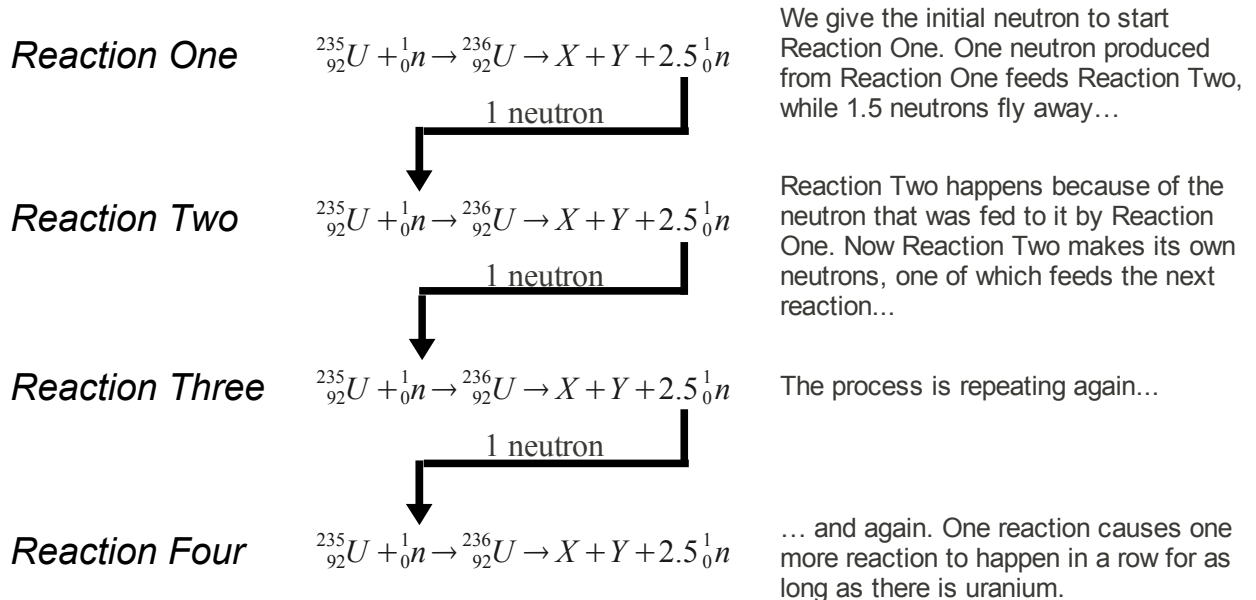 Reaction One
²³⁵₉₂U + ¹₀n → ²³⁶₉₂U → X + Y + 2.5 ¹₀n
We give the initial neutron to start
Reaction One. One neutron produced
from Reaction One feeds Reaction Two,
while 1.5 neutrons fly away…
1 neutron
Reaction Two
²³⁵₉₂U + ¹₀n → ²³⁶₉₂U → X + Y + 2.5 ¹₀n
Reaction Two happens because of the
neutron that was fed to it by Reaction
One. Now Reaction Two makes its own
neutrons, one of which feeds the next
reaction...
1 neutron
Reaction Three
²³⁵₉₂U + ¹₀n → ²³⁶₉₂U → X + Y + 2.5 ¹₀n
The process is repeating again...
1 neutron
Reaction Four
²³⁵₉₂U + ¹₀n → ²³⁶₉₂U → X + Y + 2.5 ¹₀n
… and again. One reaction causes one
more reaction to happen in a row for as
long as there is uranium.